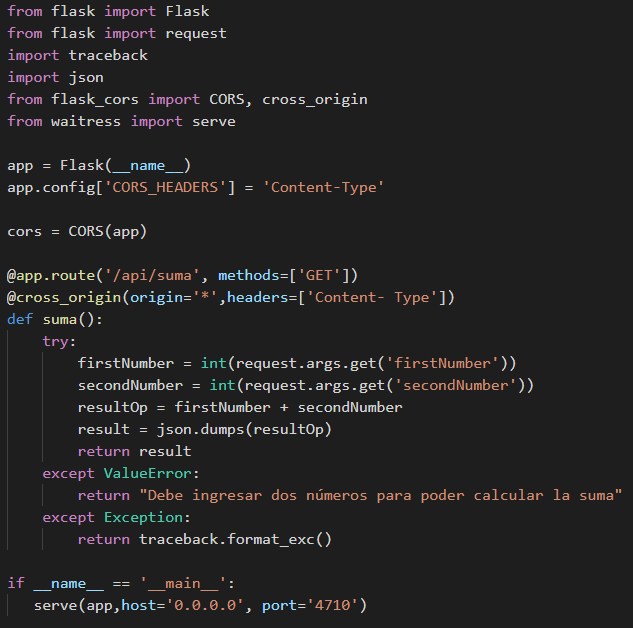 from flask import Flask
from flask import request
import traceback
import json
from flask_cors import CORS, cross_origin
from waitress import serve

app = Flask(__name__)
app.config['CORS_HEADERS'] = 'Content-Type'

cors = CORS(app)

@app.route('/api/suma', methods=['GET'])
@cross_origin(origin='*',headers=['Content- Type'])
def suma():
    try:
        firstNumber = int(request.args.get('firstNumber'))
        secondNumber = int(request.args.get('secondNumber'))
        resultOp = firstNumber + secondNumber
        result = json.dumps(resultOp)
        return result
    except ValueError:
        return "Debe ingresar dos números para poder calcular la suma"
    except Exception:
        return traceback.format_exc()

if __name__ == '__main__':
   serve(app,host='0.0.0.0', port='4710')